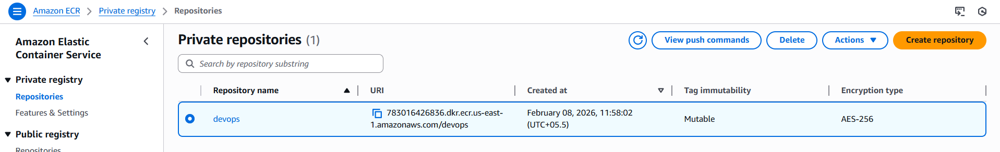 Amazon ECR > Private registry > Repositories
Amazon Elastic
Container Service
Private registry
Repositories
Features & Settings
Public registry
Repositories
Private repositories (1)
View push commands
Delete
Actions
Create repository
Search by repository substring
Repository name
URI
Created at
Tag immutability
Encryption type
devops
783016426836.dkr.ecr.us-east-
1.amazonaws.com/devops
February 08, 2026, 11:58:02
(UTC+05.5)
Mutable
AES-256